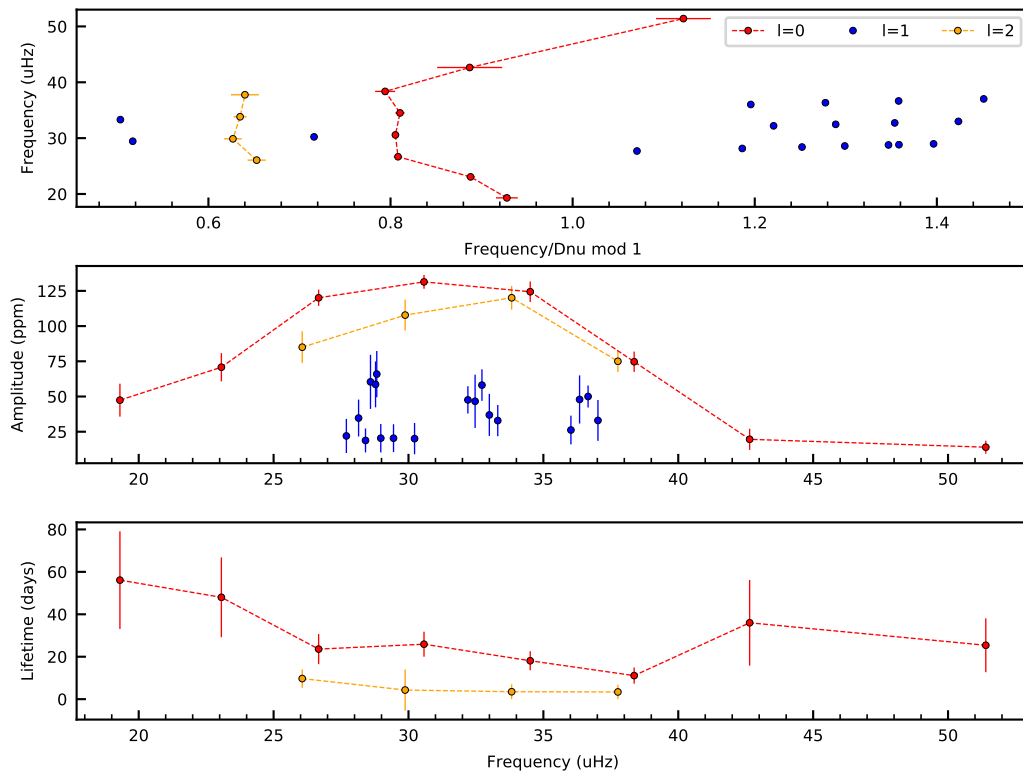 Frequency (uHz)
50
40
30
20
l=0 l=1 l=2
0.6 0.8 1.0 1.2 1.4
Frequency/Dnu mod 1
Amplitude (ppm)
125
100
75
50
25
20 25 30 35 40 45 50
Lifetime (days)
80
60
40
20
0
20 25 30 35 40 45 50
Frequency (uHz)